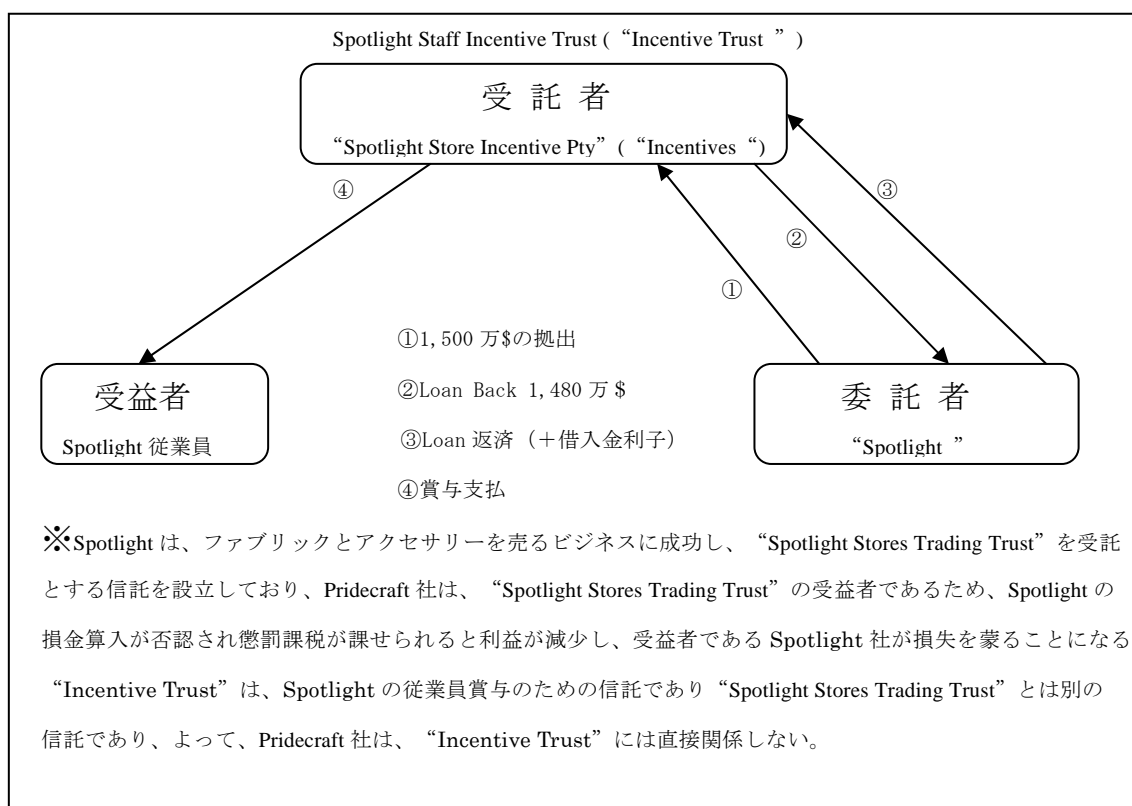 Spotlight Staff Incentive Trust (“Incentive Trust ”)
受 託 者
“Spotlight Store Incentive Pty” (“Incentives “)
④
③
②
①
①1,500 万$の拠出
受益者
Spotlight 従業員
②Loan Back 1,480 万$
委 託 者
“Spotlight ”
③Loan 返済（＋借入金利子）
④賞与支払
※Spotlight は、ファブリックとアクセサリーを売るビジネスに成功し、“Spotlight Stores Trading Trust”を受託
とする信託を設立しており、Pridecraft 社は、“Spotlight Stores Trading Trust”の受益者であるため、Spotlight の
損金算入が否認され懲罰課税が課せられると利益が減少し、受益者である Spotlight 社が損失を蒙ることになる
“Incentive Trust”は、Spotlight の従業員賞与のための信託であり“Spotlight Stores Trading Trust”とは別の
信託であり、よって、Pridecraft 社は、“Incentive Trust”には直接関係しない。